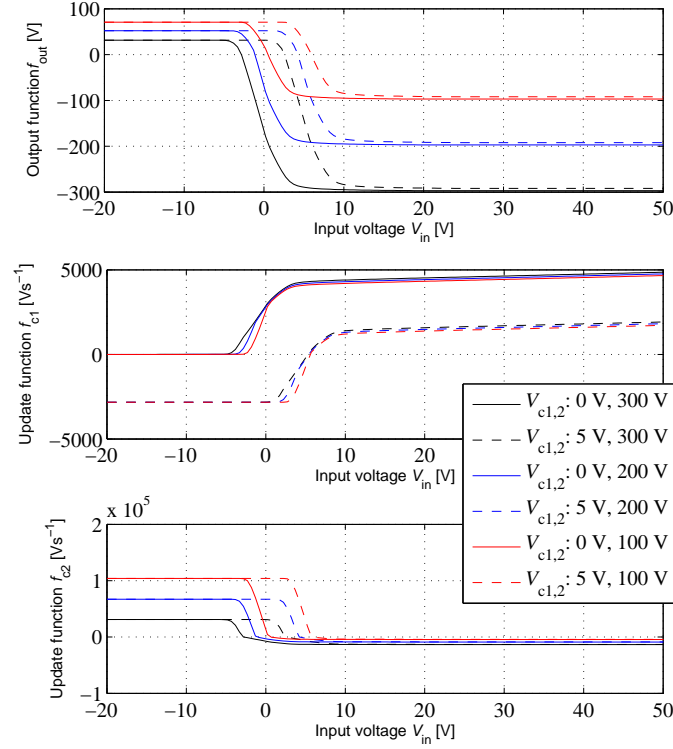 100
0
−100
−200
−300
−20 −10 0 10 20 30 40 50
Output function f_out [V]
Input voltage V_in [V]
5000
0
−5000
−20 −10 0 10 20 30 40 50
Update function f_c1 [Vs⁻¹]
Input voltage V_in [V]
V_c1,2: 0 V, 300 V
V_c1,2: 5 V, 300 V
V_c1,2: 0 V, 200 V
V_c1,2: 5 V, 200 V
V_c1,2: 0 V, 100 V
V_c1,2: 5 V, 100 V
x 10⁵
2
1
0
−1
−20 −10 0 10 20 30 40 50
Update function f_c2 [Vs⁻¹]
Input voltage V_in [V]